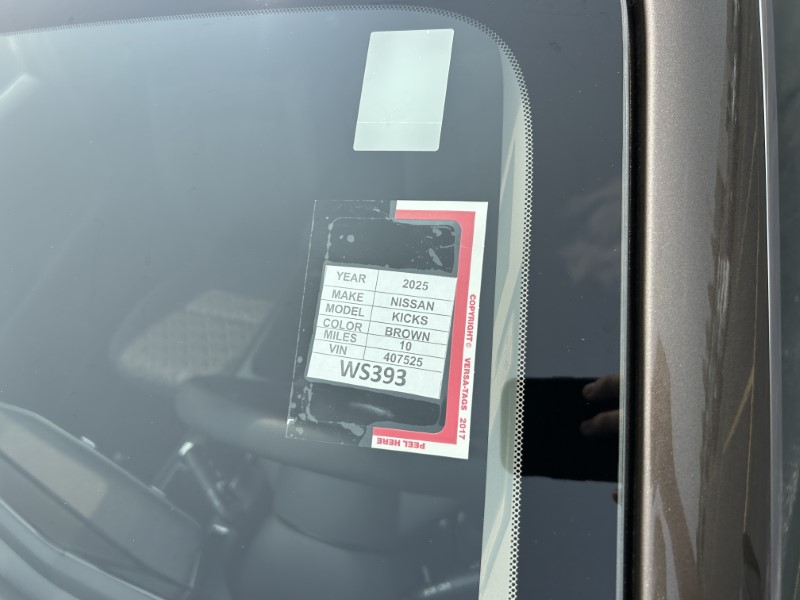 YEAR 2025
MAKE NISSAN
MODEL KICKS
COLOR BROWN
MILES 10
VIN 407525
WS393
COPYRIGHT© VERSA-TAGS 2017
PEEL HERE